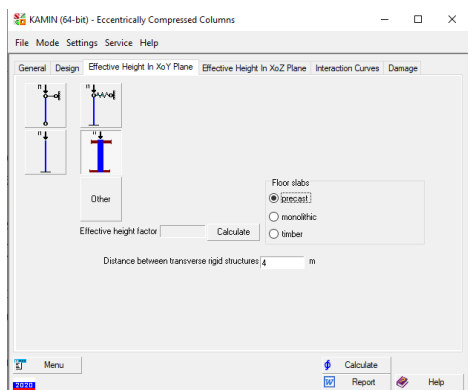 KAMIN (64-bit) - Eccentrically Compressed Columns
File Mode Settings Service Help
General Design Effective Height In XoY Plane Effective Height In XoZ Plane Interaction Curves Damage
n n
n n
Other
Floor slabs
precast
monolithic
timber
Effective height factor Calculate
Distance between transverse rigid structures 4 m
Menu Calculate
2020 Report Help